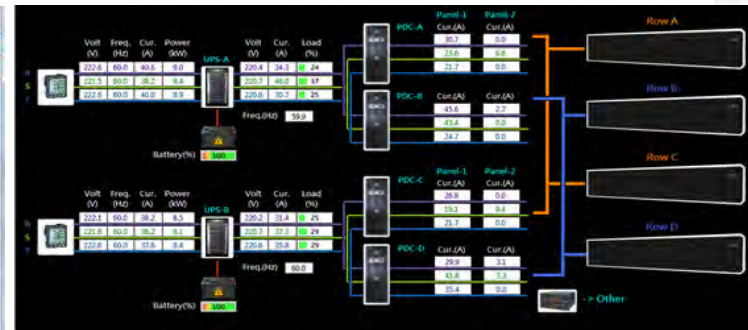 Panel-1 Panel-2
Row A
Volt (V) Freq. (Hz) Cur. (A) Power (kW) Volt (V) Cur. (A) Load (%)
PDC-A Cur.(A) Cur.(A)
UPS-A
30.7 0.0
23.6 6.6
21.7 0.0
R 222.6 60.0 40.6 9.0 220.4 34.3 24
S 221.5 60.0 38.2 8.4 220.7 46.0 37
T 222.6 60.0 40.0 8.9 220.6 30.7 25
Row B
PDC-B Cur.(A) Cur.(A)
45.6 2.7
43.4 0.0
24.7 0.0
Freq.(Hz) 59.9
Battery(%) 100
Panel-1 Panel-2
Row C
PDC-C Cur.(A) Cur.(A)
26.8 0.0
19.1 9.4
21.7 0.0
Volt (V) Freq. (Hz) Cur. (A) Power (kW) Volt (V) Cur. (A) Load (%)
UPS-B
R 222.1 60.0 38.2 8.5 220.2 31.4 25
S 221.6 60.0 36.2 8.1 220.7 37.3 29
T 222.8 60.0 37.6 8.4 220.6 35.8 29
Row D
PDC-D Cur.(A) Cur.(A)
29.9 3.1
41.8 3.3
35.4 0.0
Freq.(Hz) 60.0
Battery(%) 100
-> Other